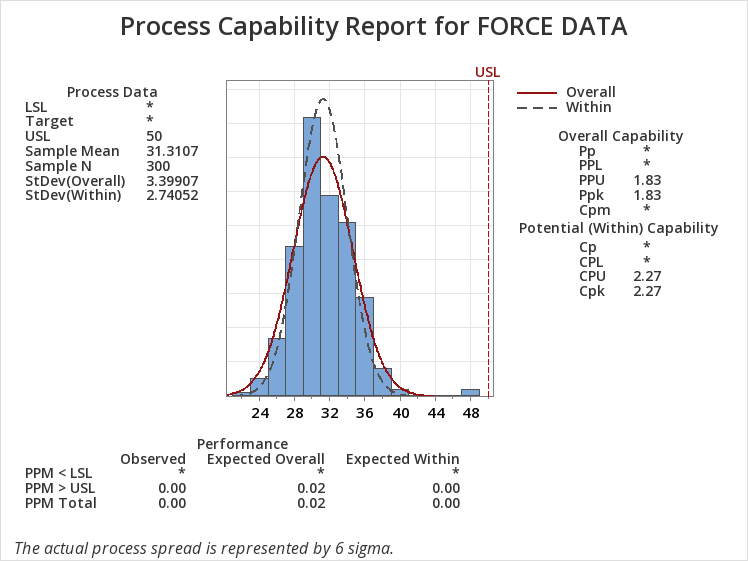 Process Capability Report for FORCE DATA
USL
Process Data
LSL *
Target *
USL 50
Sample Mean 31.3107
Sample N 300
StDev(Overall) 3.39907
StDev(Within) 2.74052
Overall
Within
Overall Capability
Pp *
PPL *
PPU 1.83
Ppk 1.83
Cpm *
Potential (Within) Capability
Cp *
CPL *
CPU 2.27
Cpk 2.27
24 28 32 36 40 44 48
Performance
Observed Expected Overall Expected Within
PPM < LSL * * *
PPM > USL 0.00 0.02 0.00
PPM Total 0.00 0.02 0.00
The actual process spread is represented by 6 sigma.